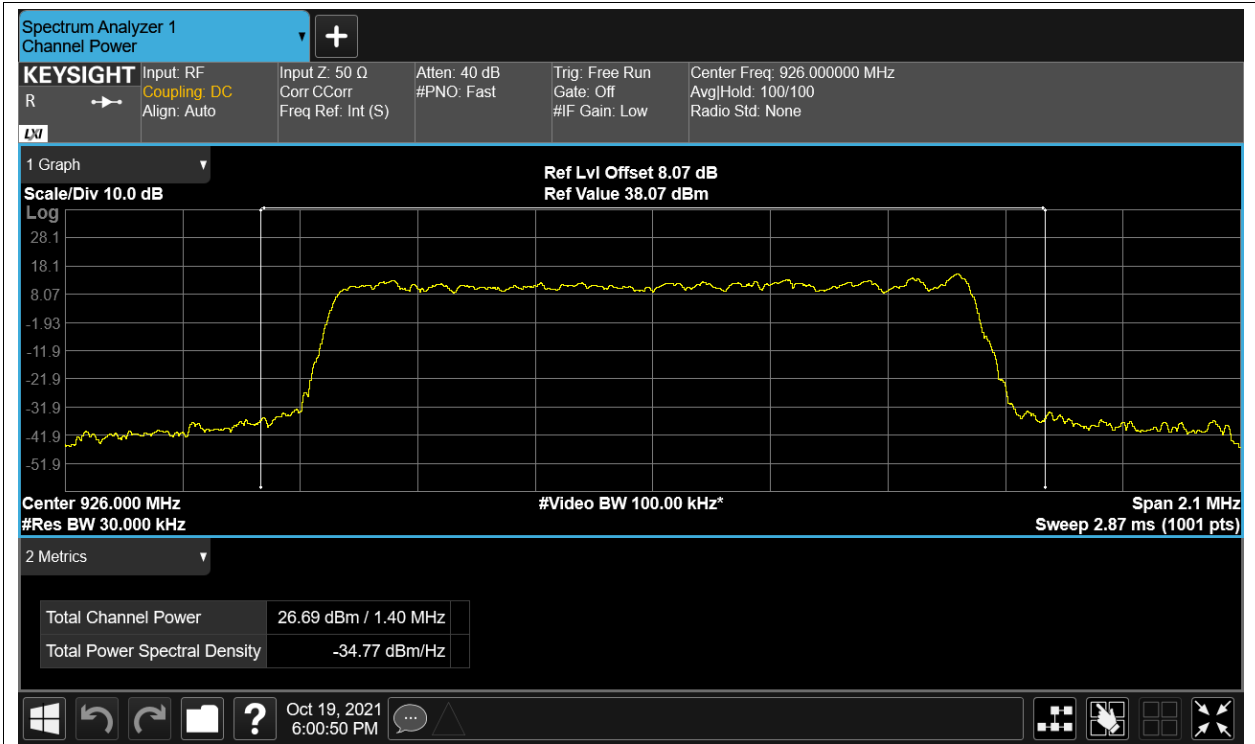 Spectrum Analyzer 1
Channel Power
KEYSIGHT
R
LXI
Input: RF
Coupling: DC
Align: Auto
Input Z: 50 Ω
Corr CCorr
Freq Ref: Int (S)
Atten: 40 dB
#PNO: Fast
Trig: Free Run
Gate: Off
#IF Gain: Low
Center Freq: 926.000000 MHz
Avg|Hold: 100/100
Radio Std: None
1 Graph
Scale/Div 10.0 dB
Ref Lvl Offset 8.07 dB
Ref Value 38.07 dBm
Log
28.1
18.1
8.07
-1.93
-11.9
-21.9
-31.9
-41.9
-51.9
Center 926.000 MHz
#Res BW 30.000 kHz
#Video BW 100.00 kHz*
Span 2.1 MHz
Sweep 2.87 ms (1001 pts)
2 Metrics
Total Channel Power 26.69 dBm / 1.40 MHz
Total Power Spectral Density -34.77 dBm/Hz
?
Oct 19, 2021
6:00:50 PM